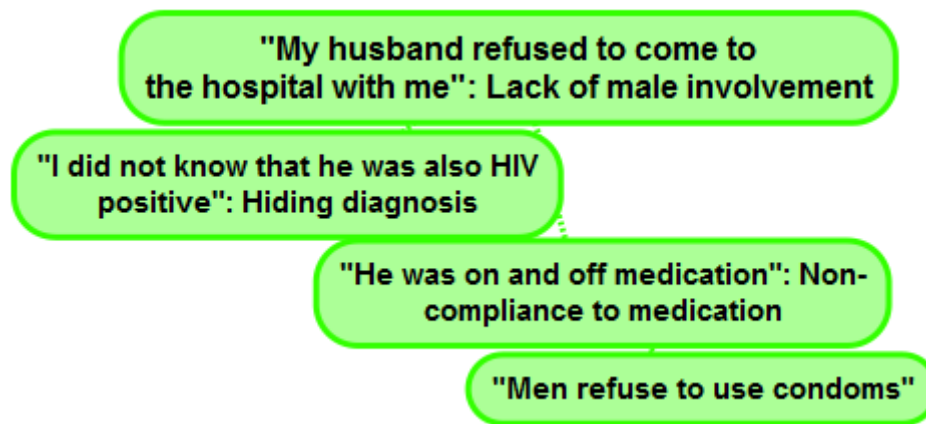 "My husband refused to come to
the hospital with me": Lack of male involvement
"I did not know that he was also HIV
positive": Hiding diagnosis
"He was on and off medication": Non-
compliance to medication
"Men refuse to use condoms"